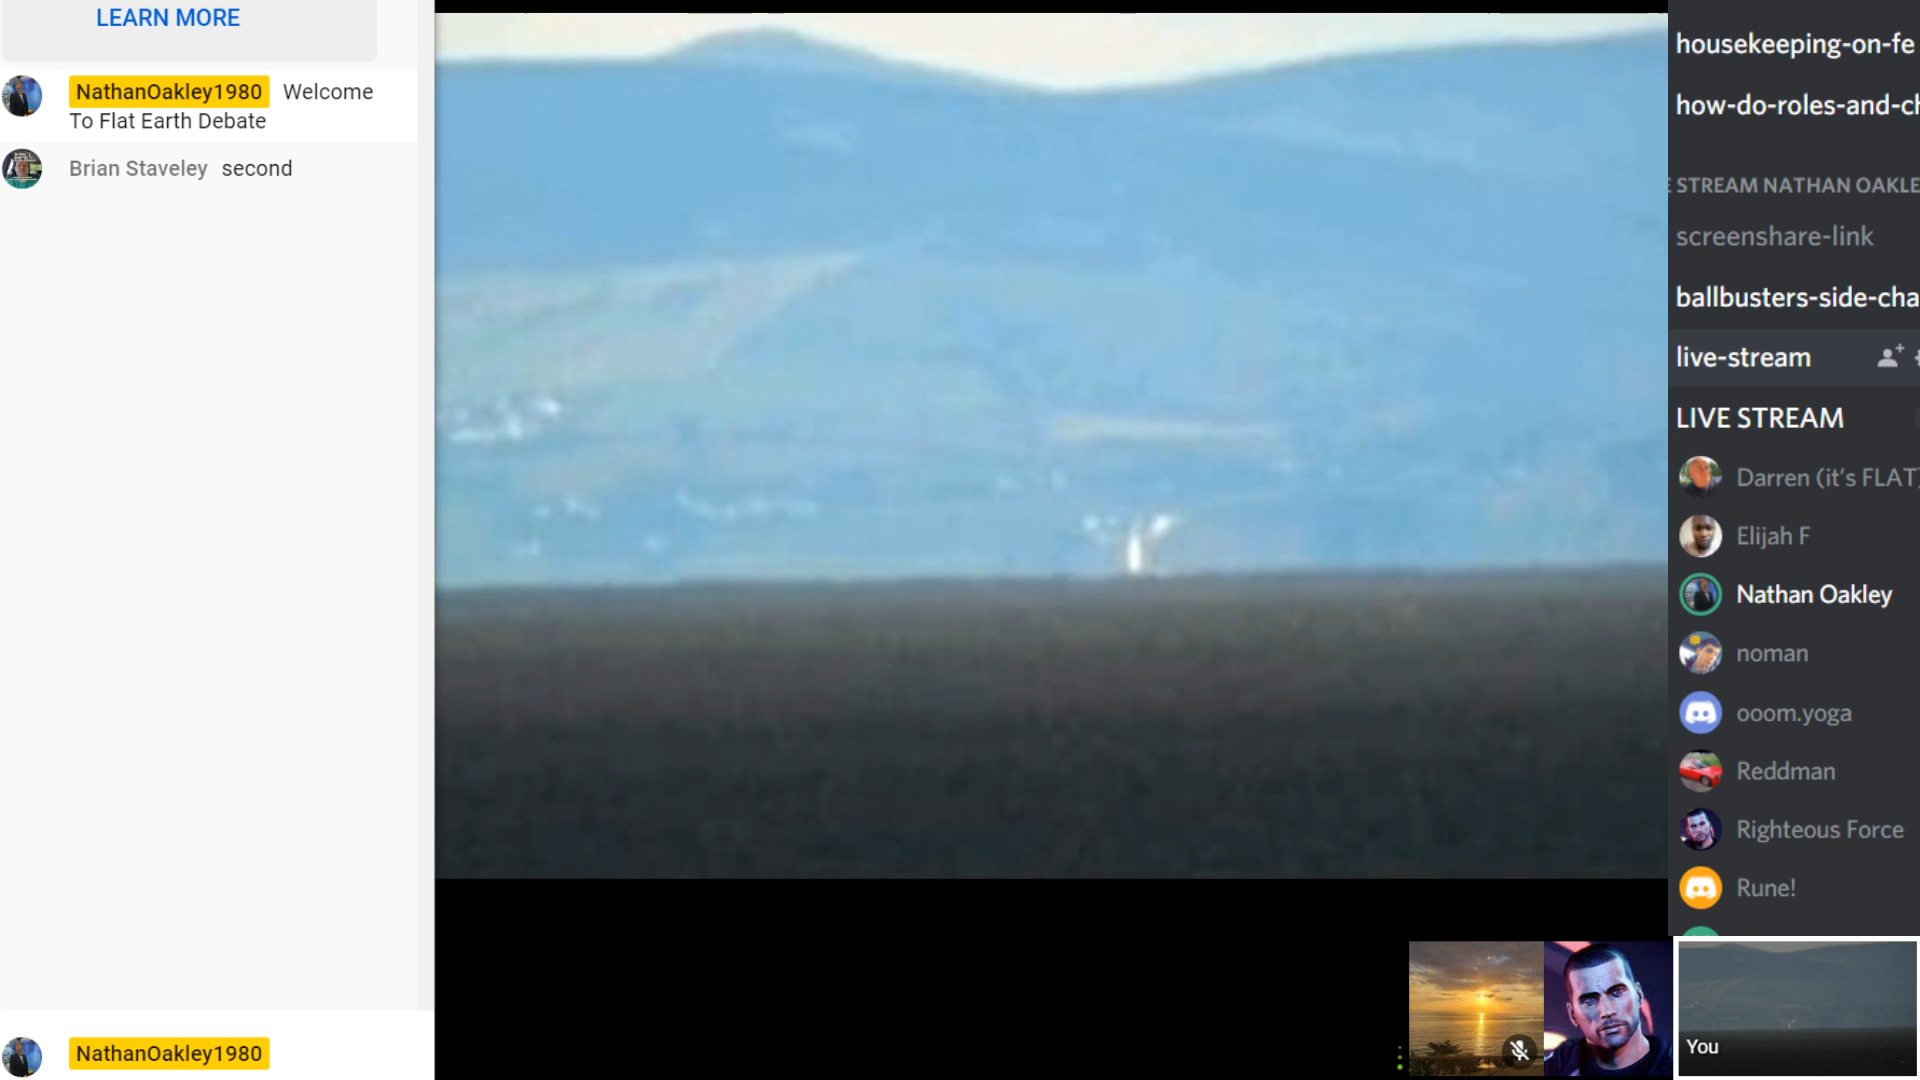 LEARN MORE
NathanOakley1980 Welcome
To Flat Earth Debate
Brian Staveley second
NathanOakley1980
housekeeping-on-fe
how-do-roles-and-ch
STREAM NATHAN OAKLE
screenshare-link
ballbusters-side-cha
live-stream
LIVE STREAM
Darren (it's FLAT)
Elijah F
Nathan Oakley
noman
ooom.yoga
Reddman
Righteous Force
Rune!
You